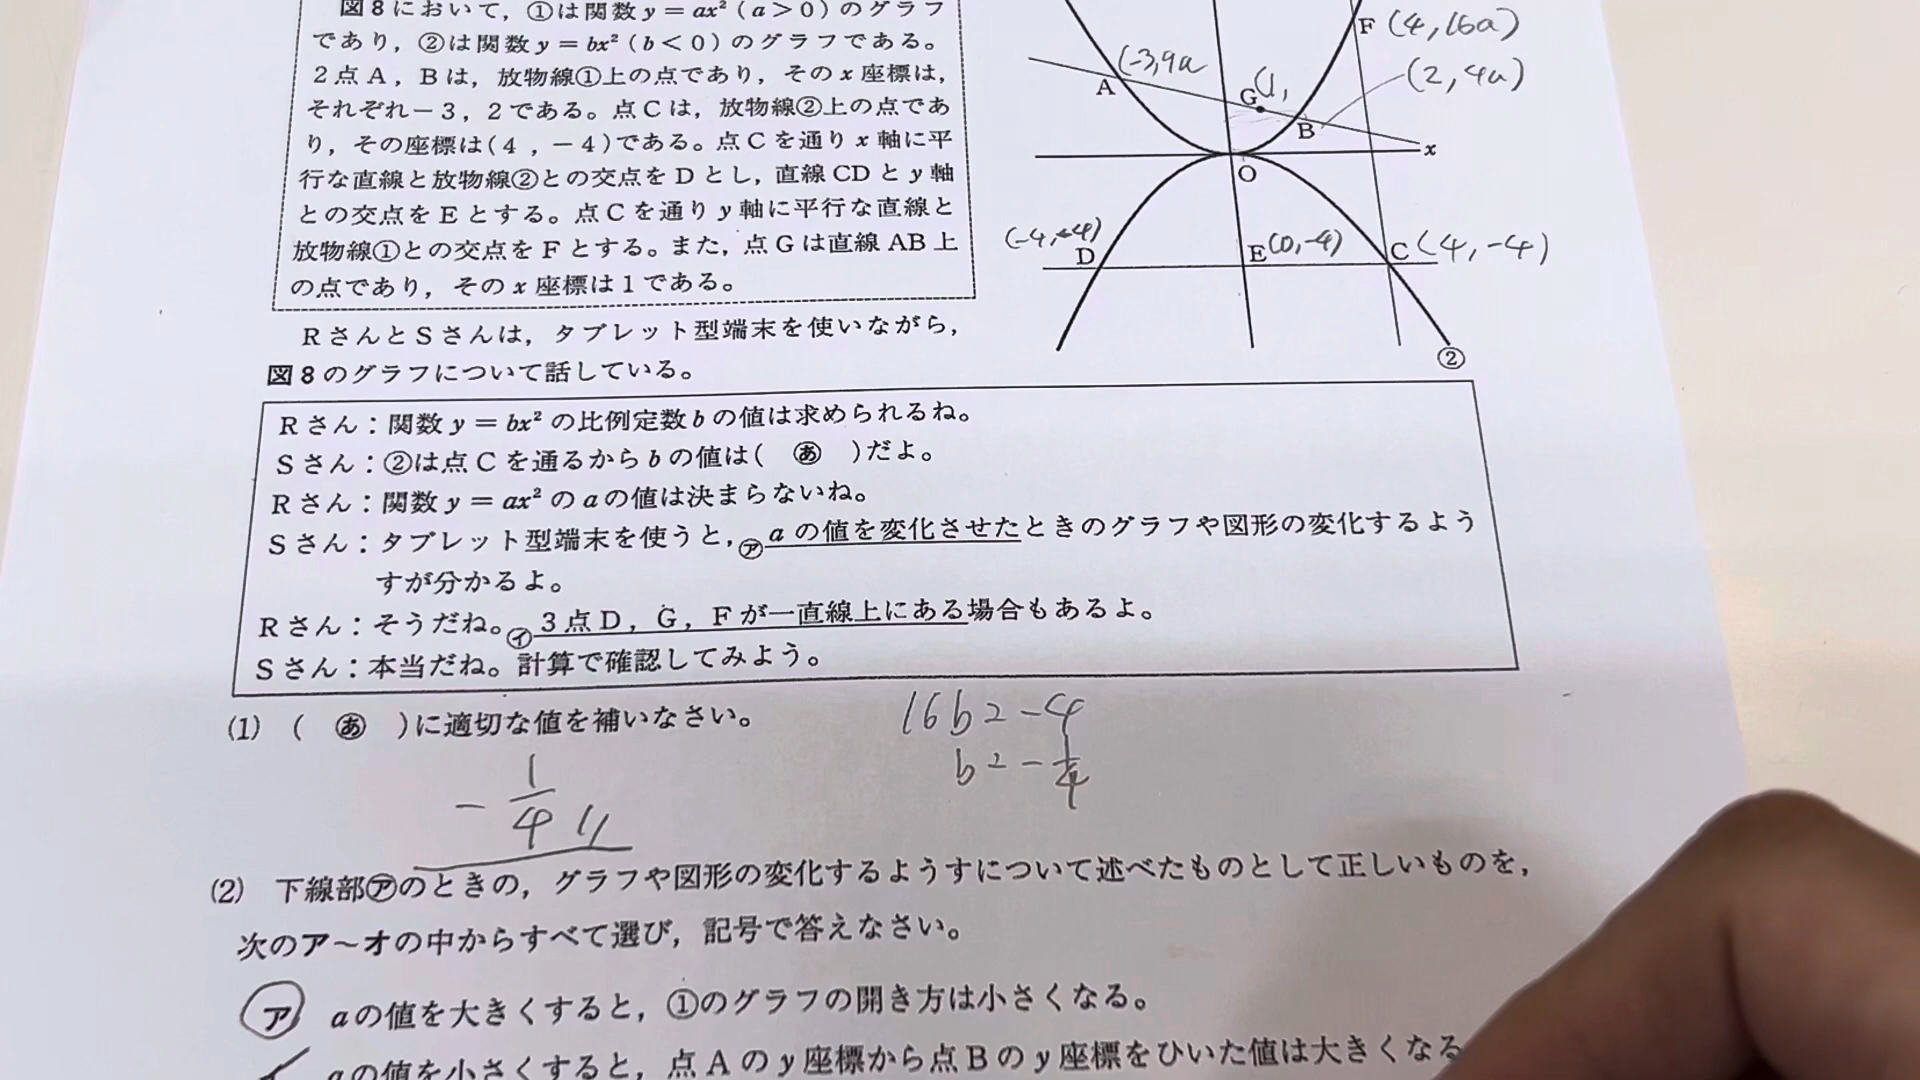 図8において，①は関数 y = ax² ( a > 0 ) のグラフ
であり，②は関数 y = bx² ( b < 0 ) のグラフである。
2点A，Bは，放物線①上の点であり，そのx座標は，
それぞれ－3，2である。点Cは，放物線②上の点であ
り，その座標は(4，－4)である。点Cを通りx軸に平
行な直線と放物線②との交点をDとし，直線CDとy軸
との交点をEとする。点Cを通りy軸に平行な直線と
放物線①との交点をFとする。また，点Gは直線AB上
の点であり，そのx座標は1である。
F (4,16a)
(-3,9a
(2,4a)
A
G (1,
B
x
O
(-4,-4)
D
E (0,-4)
C (4,-4)
②
RさんとSさんは，タブレット型端末を使いながら，
図8のグラフについて話している。
Rさん：関数 y = bx² の比例定数 b の値は求められるね。
Sさん：②は点Cを通るから b の値は( あ )だよ。
Rさん：関数 y = ax² の a の値は決まらないね。
Sさん：タブレット型端末を使うと，㋐a の値を変化させたときのグラフや図形の変化するよう
すが分かるよ。
Rさん：そうだね。㋑3点D，G，Fが一直線上にある場合もあるよ。
Sさん：本当だね。計算で確認してみよう。
(1) ( あ )に適切な値を補いなさい。
16b=-4
b=-1/4
-1/4
(2) 下線部㋐のときの，グラフや図形の変化するようすについて述べたものとして正しいものを，
次のア～オの中からすべて選び，記号で答えなさい。
ア aの値を大きくすると，①のグラフの開き方は小さくなる。
イ aの値を小さくすると，点Aのy座標から点Bのy座標をひいた値は大きくなる